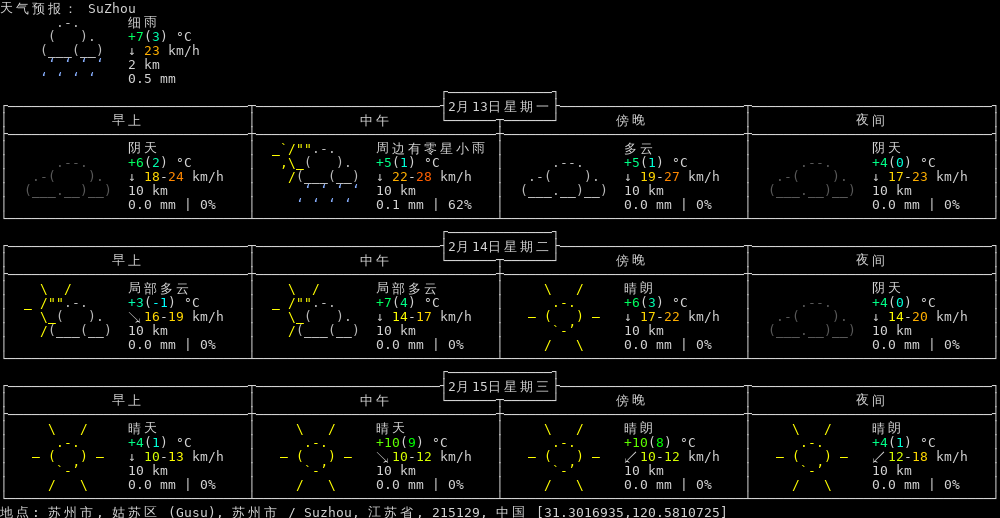 天气预报: SuZhou
细雨
+7(3) °C
↓ 23 km/h
2 km
0.5 mm
2月13日星期一
早上 中午 傍晚 夜间
阴天 周边有零星小雨 多云 阴天
+6(2) °C +5(1) °C +5(1) °C +4(0) °C
↓ 18-24 km/h ↓ 22-28 km/h ↓ 19-27 km/h ↓ 17-23 km/h
10 km 10 km 10 km 10 km
0.0 mm | 0% 0.1 mm | 62% 0.0 mm | 0% 0.0 mm | 0%
2月14日星期二
早上 中午 傍晚 夜间
局部多云 局部多云 晴朗 阴天
+3(-1) °C +7(4) °C +6(3) °C +4(0) °C
↘ 16-19 km/h ↓ 14-17 km/h ↓ 17-22 km/h ↓ 14-20 km/h
10 km 10 km 10 km 10 km
0.0 mm | 0% 0.0 mm | 0% 0.0 mm | 0% 0.0 mm | 0%
2月15日星期三
早上 中午 傍晚 夜间
晴天 晴天 晴朗 晴朗
+4(1) °C +10(9) °C +10(8) °C +4(1) °C
↓ 10-13 km/h ↘ 10-12 km/h ↙ 10-12 km/h ↙ 12-18 km/h
10 km 10 km 10 km 10 km
0.0 mm | 0% 0.0 mm | 0% 0.0 mm | 0% 0.0 mm | 0%
地点: 苏州市, 姑苏区 (Gusu), 苏州市 / Suzhou, 江苏省, 215129, 中国 [31.3016935,120.5810725]